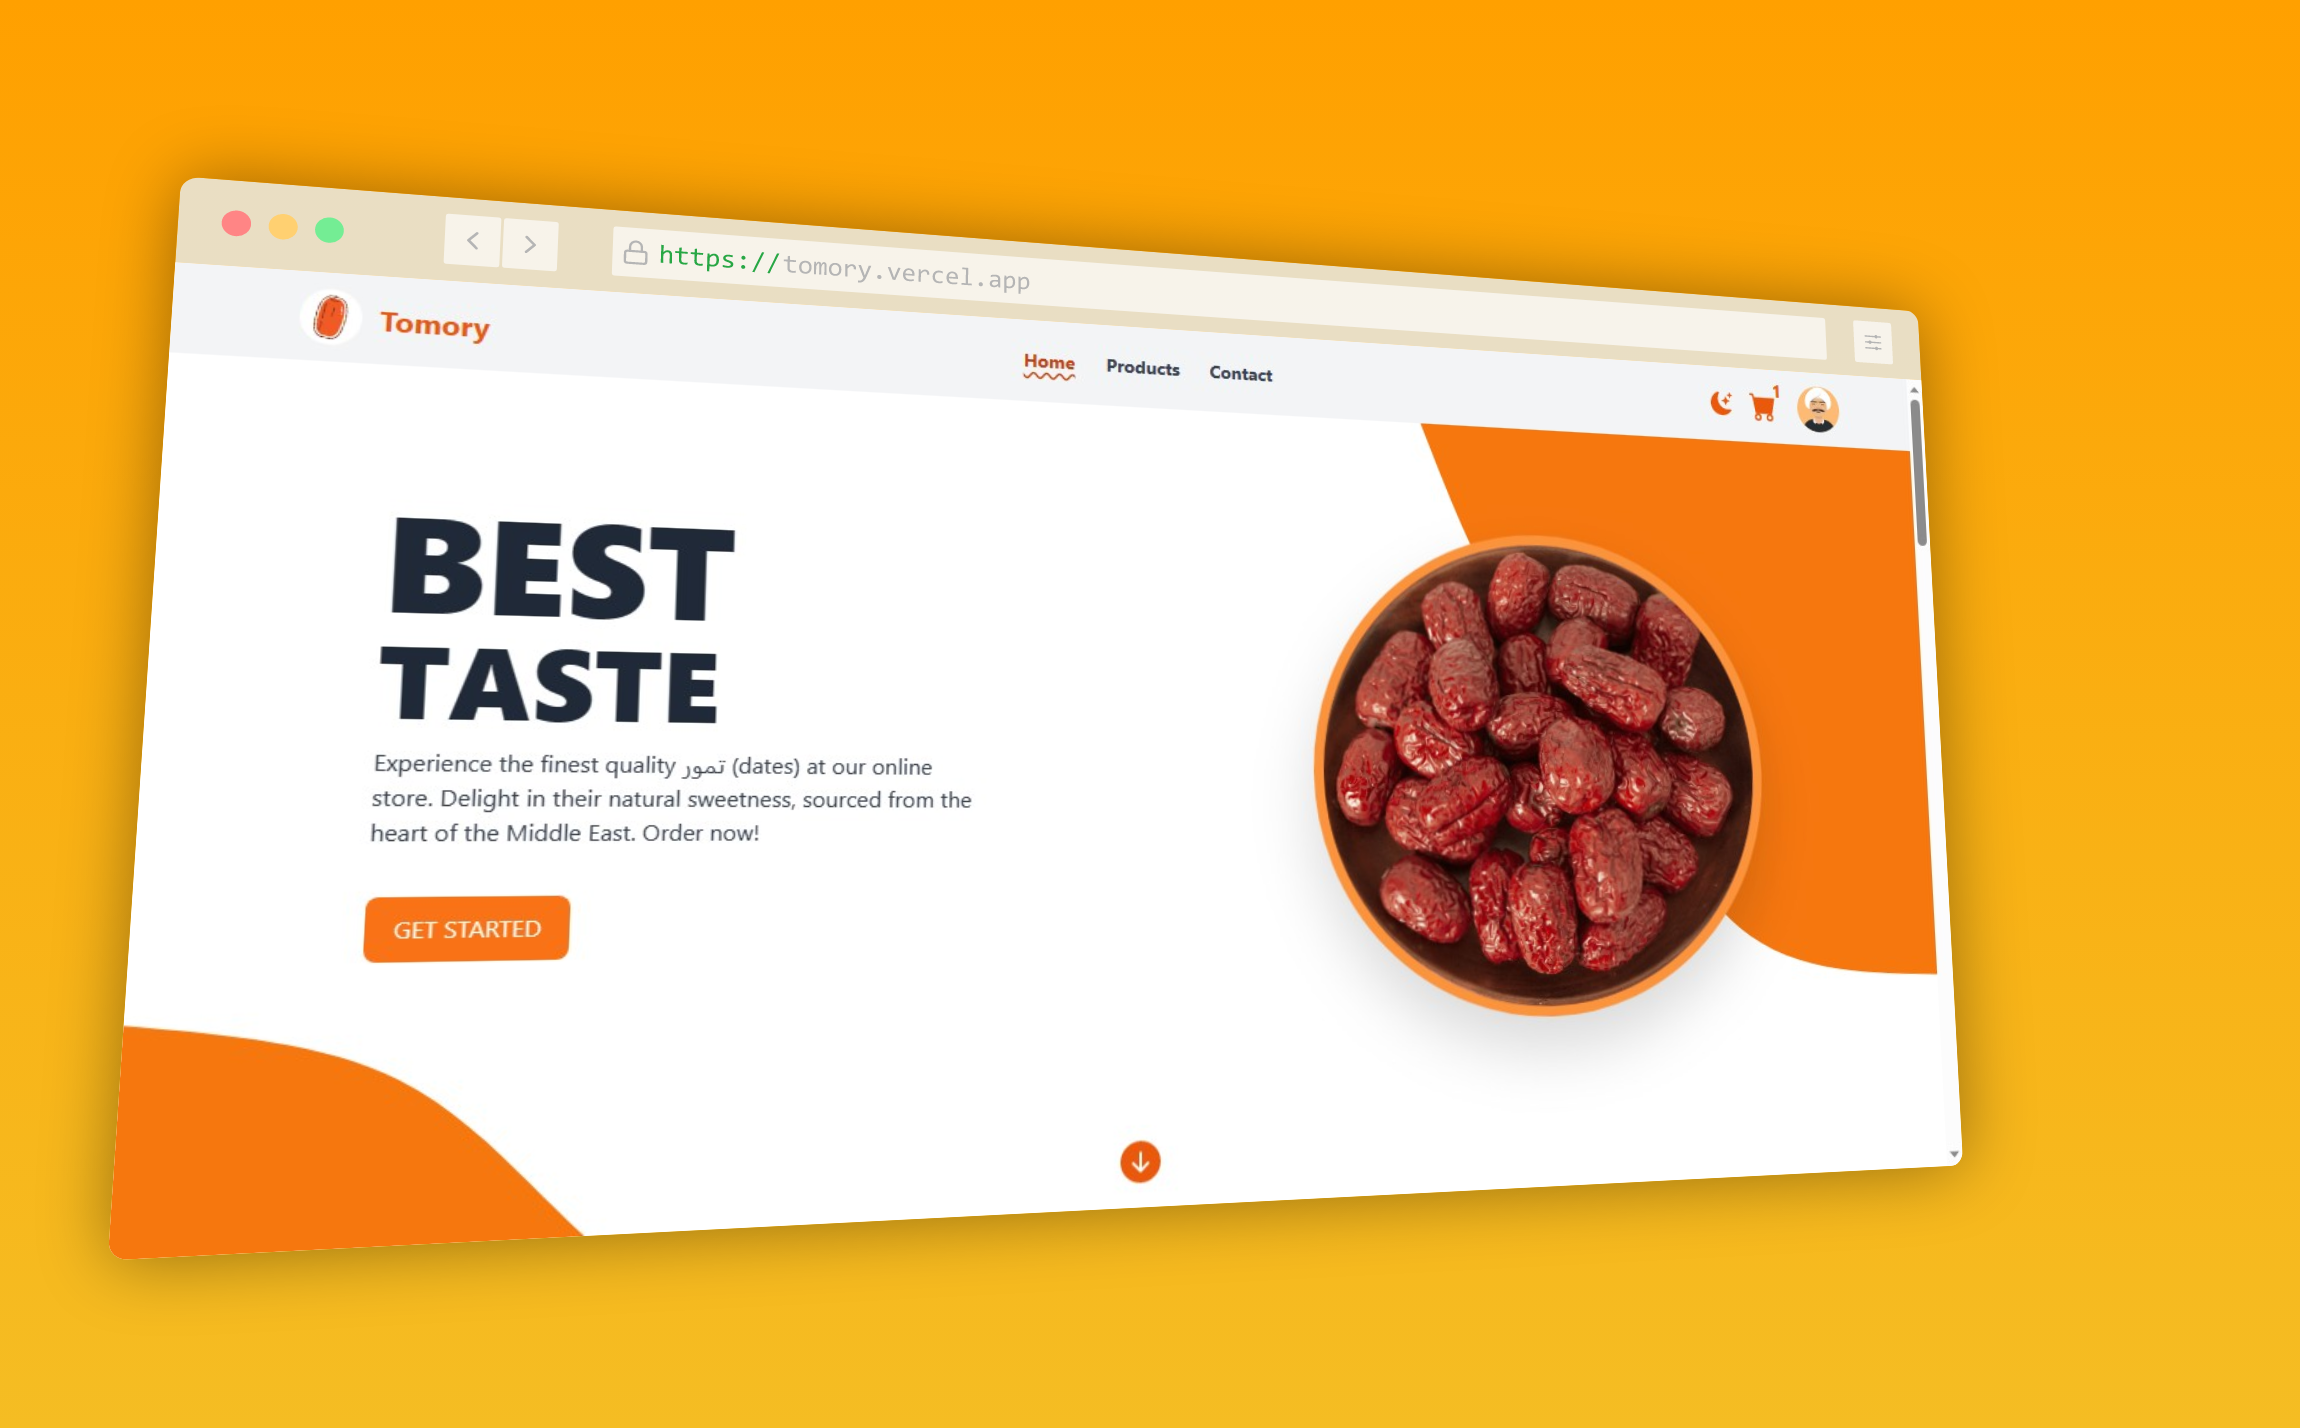 https://tomory.vercel.app
Tomory
Home
Products
Contact
1
BEST
TASTE
Experience the finest quality تمور (dates) at our online
store. Delight in their natural sweetness, sourced from the
heart of the Middle East. Order now!
GET STARTED